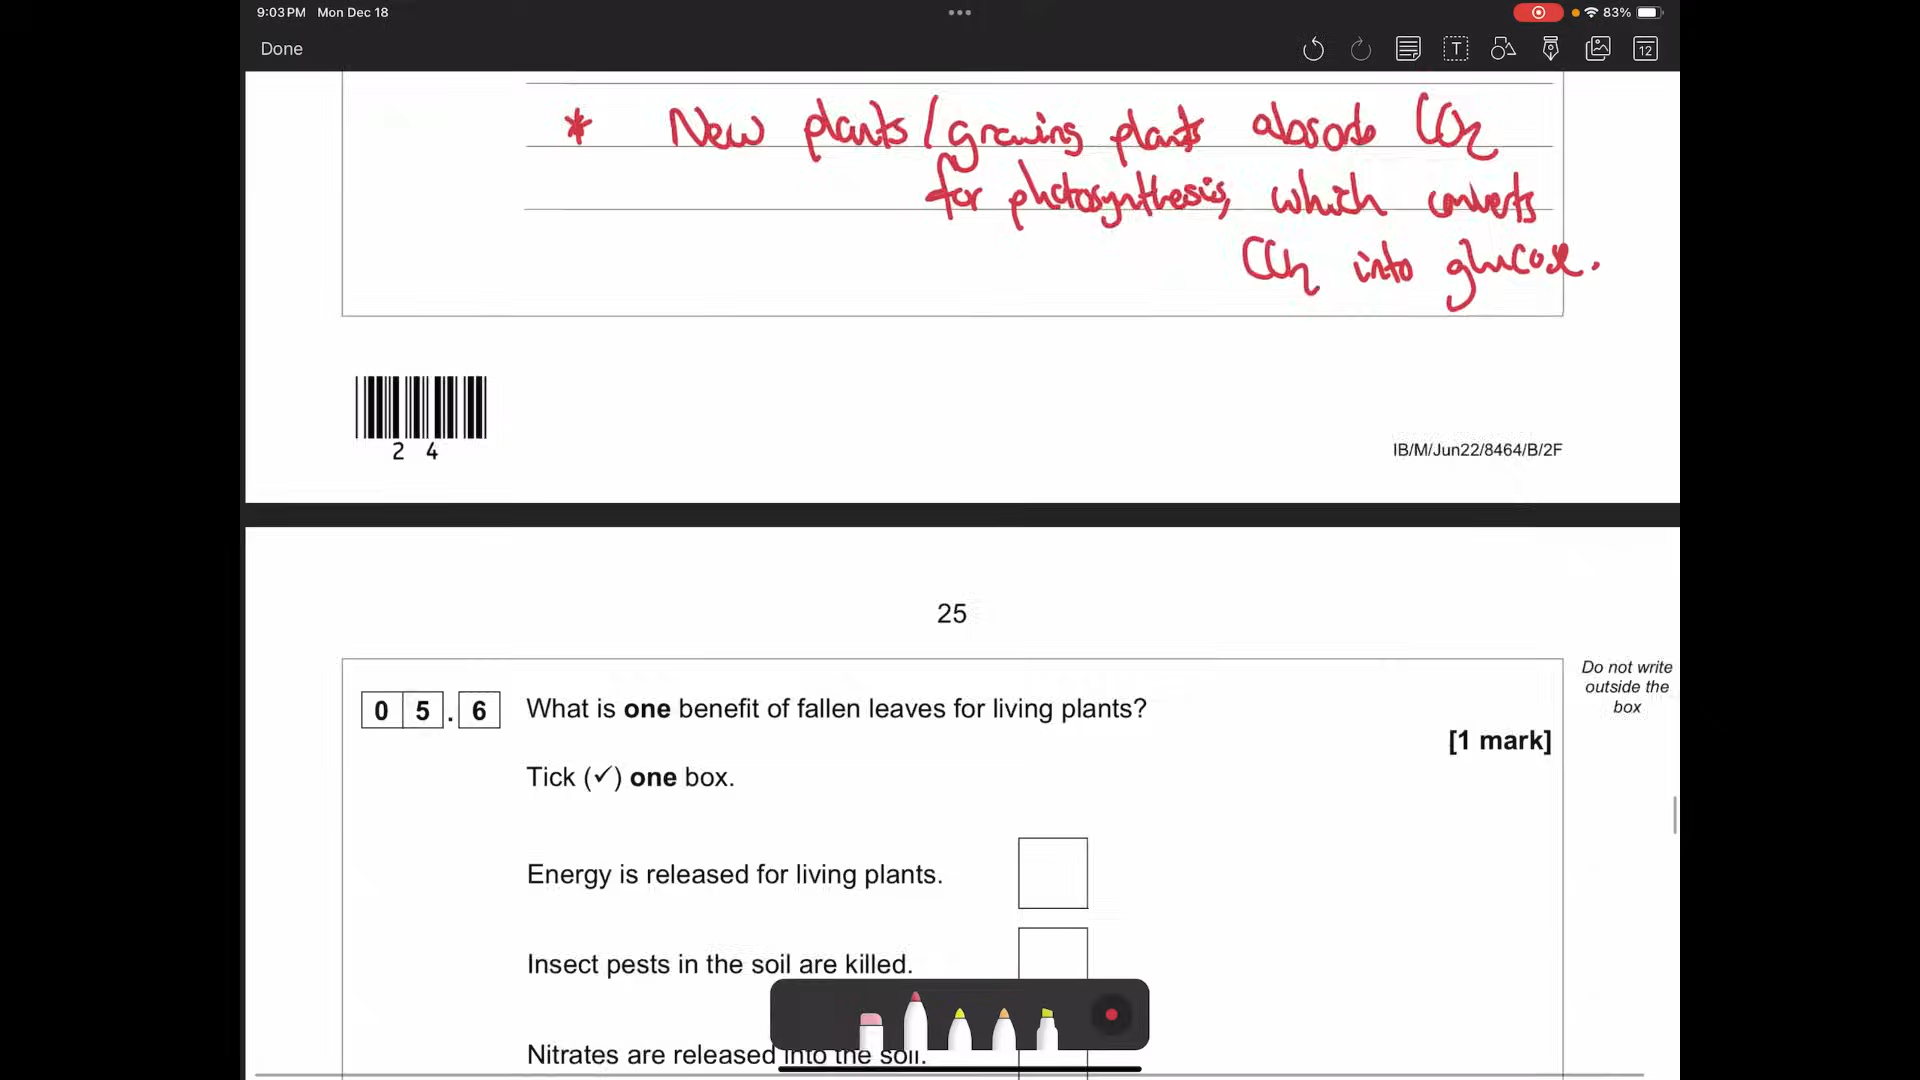 9:03 PM Mon Dec 18
83%
Done
T
12
* New plants / growing plants absorb CO2
for photosynthesis, which converts
CO2 into glucose.
2 4
IB/M/Jun22/8464/B/2F
25
Do not write
outside the
box
0 5 . 6 What is one benefit of fallen leaves for living plants?
[1 mark]
Tick (✓) one box.
Energy is released for living plants.
Insect pests in the soil are killed.
Nitrates are released into the soil.